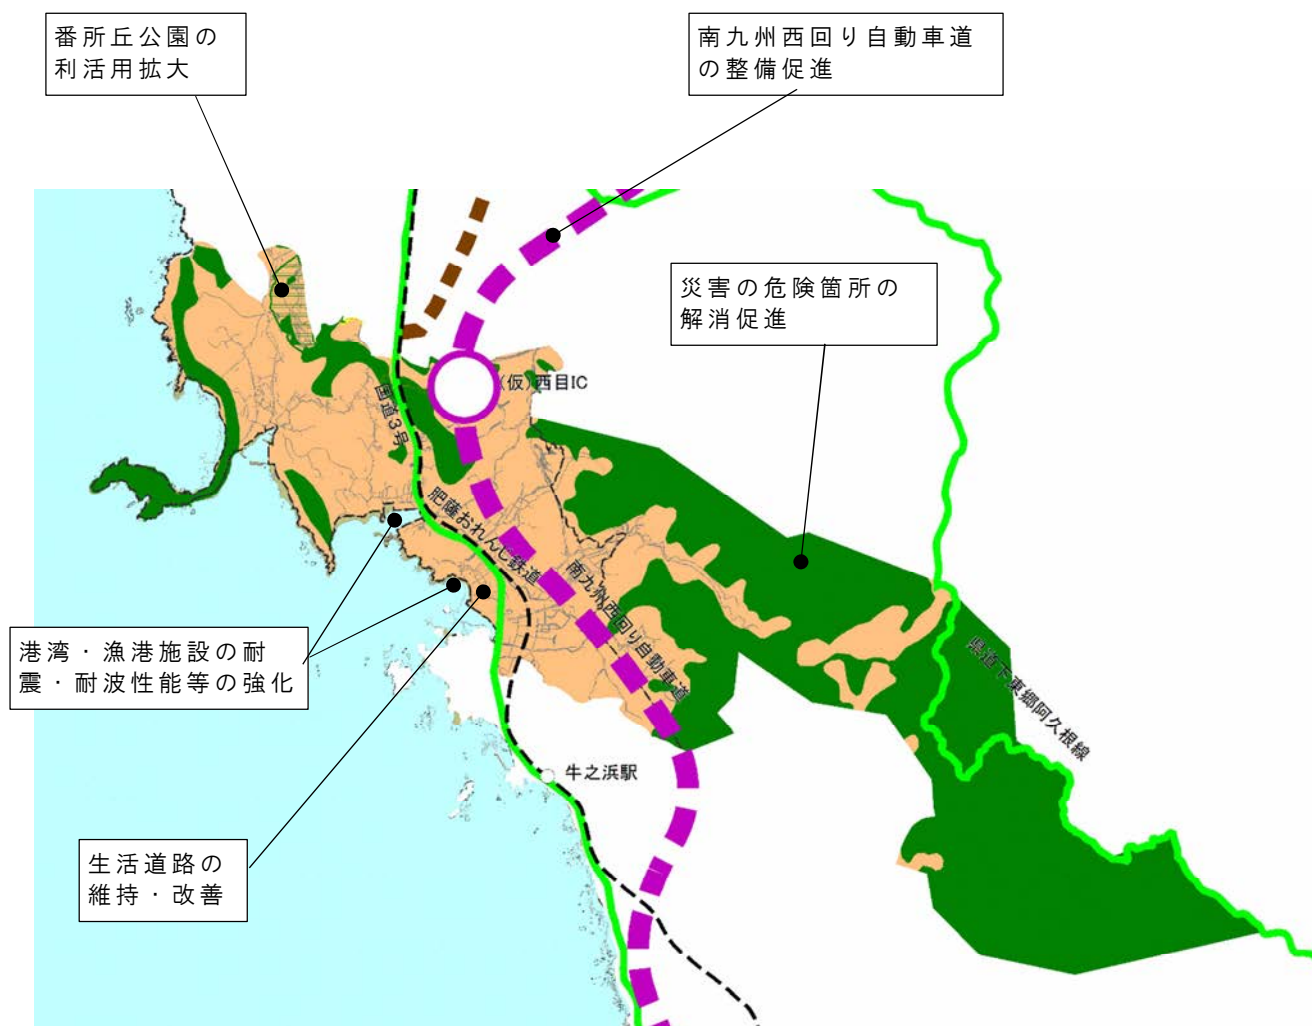 番所丘公園の
利活用拡大
南九州西回り自動車道
の整備促進
災害の危険箇所の
解消促進
(仮)西目IC
国道3号
肥薩おれんじ鉄道
南九州西回り自動車道
県道下東郷阿久根線
港湾・漁港施設の耐
震・耐波性能等の強化
牛之浜駅
生活道路の
維持・改善